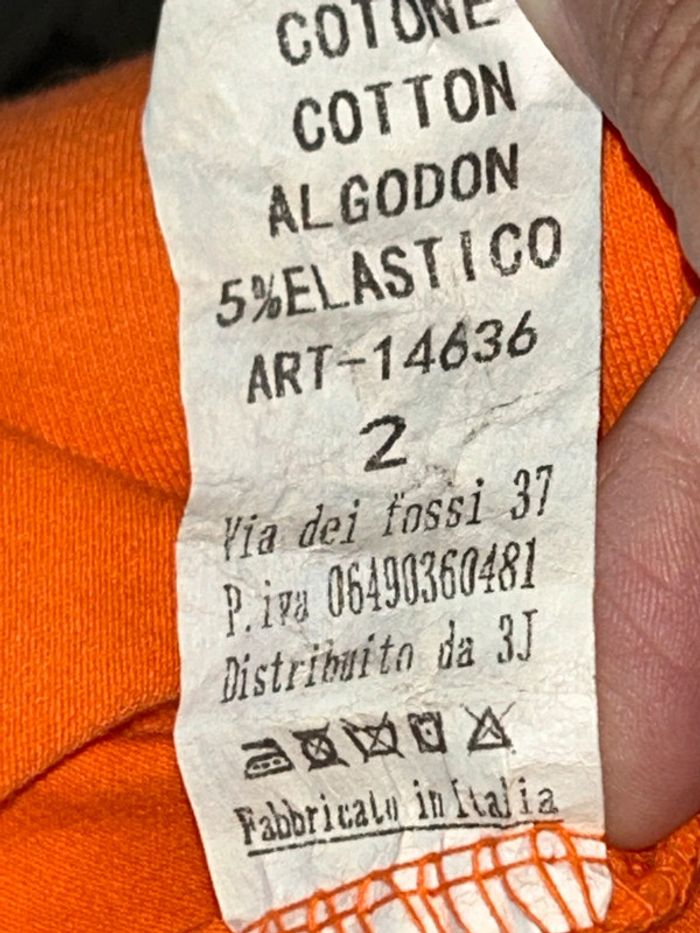 COTONE
COTTON
ALGODON
5%ELASTICO
ART-14636
2
Via dei fossi 37
P.iva 06490360481
Distribuito da 3J
Fabbricato in Italia